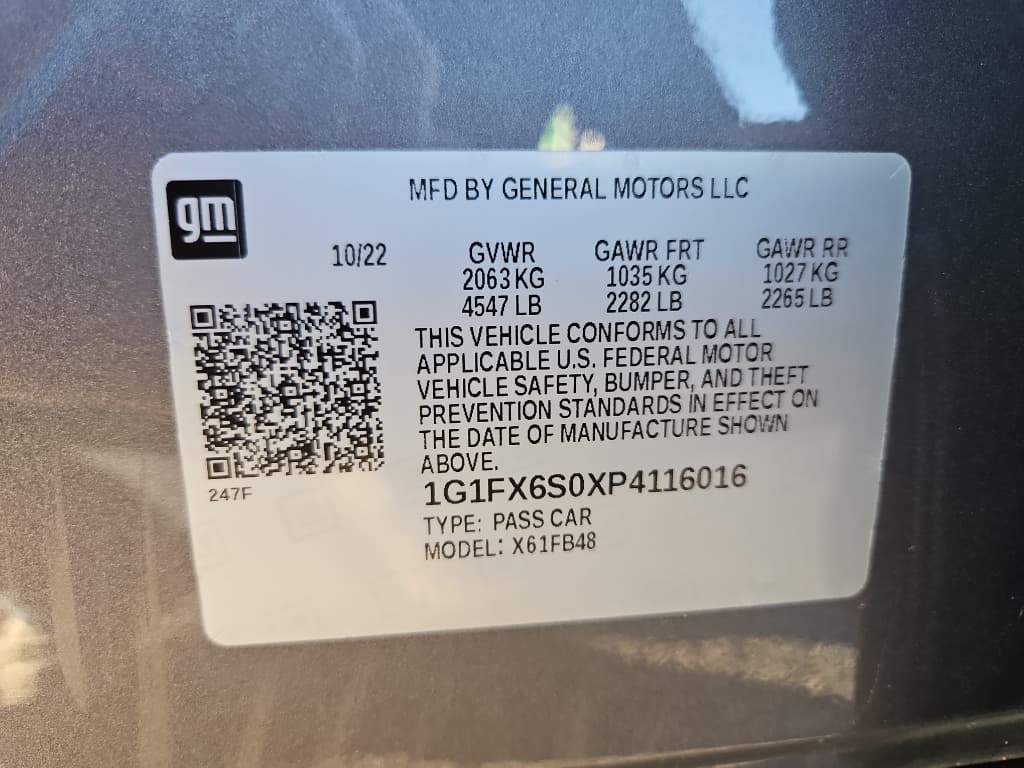 gm
MFD BY GENERAL MOTORS LLC
10/22 GVWR GAWR FRT GAWR RR
2063 KG 1035 KG 1027 KG
4547 LB 2282 LB 2265 LB
THIS VEHICLE CONFORMS TO ALL
APPLICABLE U.S. FEDERAL MOTOR
VEHICLE SAFETY, BUMPER, AND THEFT
PREVENTION STANDARDS IN EFFECT ON
THE DATE OF MANUFACTURE SHOWN
ABOVE.
247F
1G1FX6S0XP4116016
TYPE: PASS CAR
MODEL: X61FB48